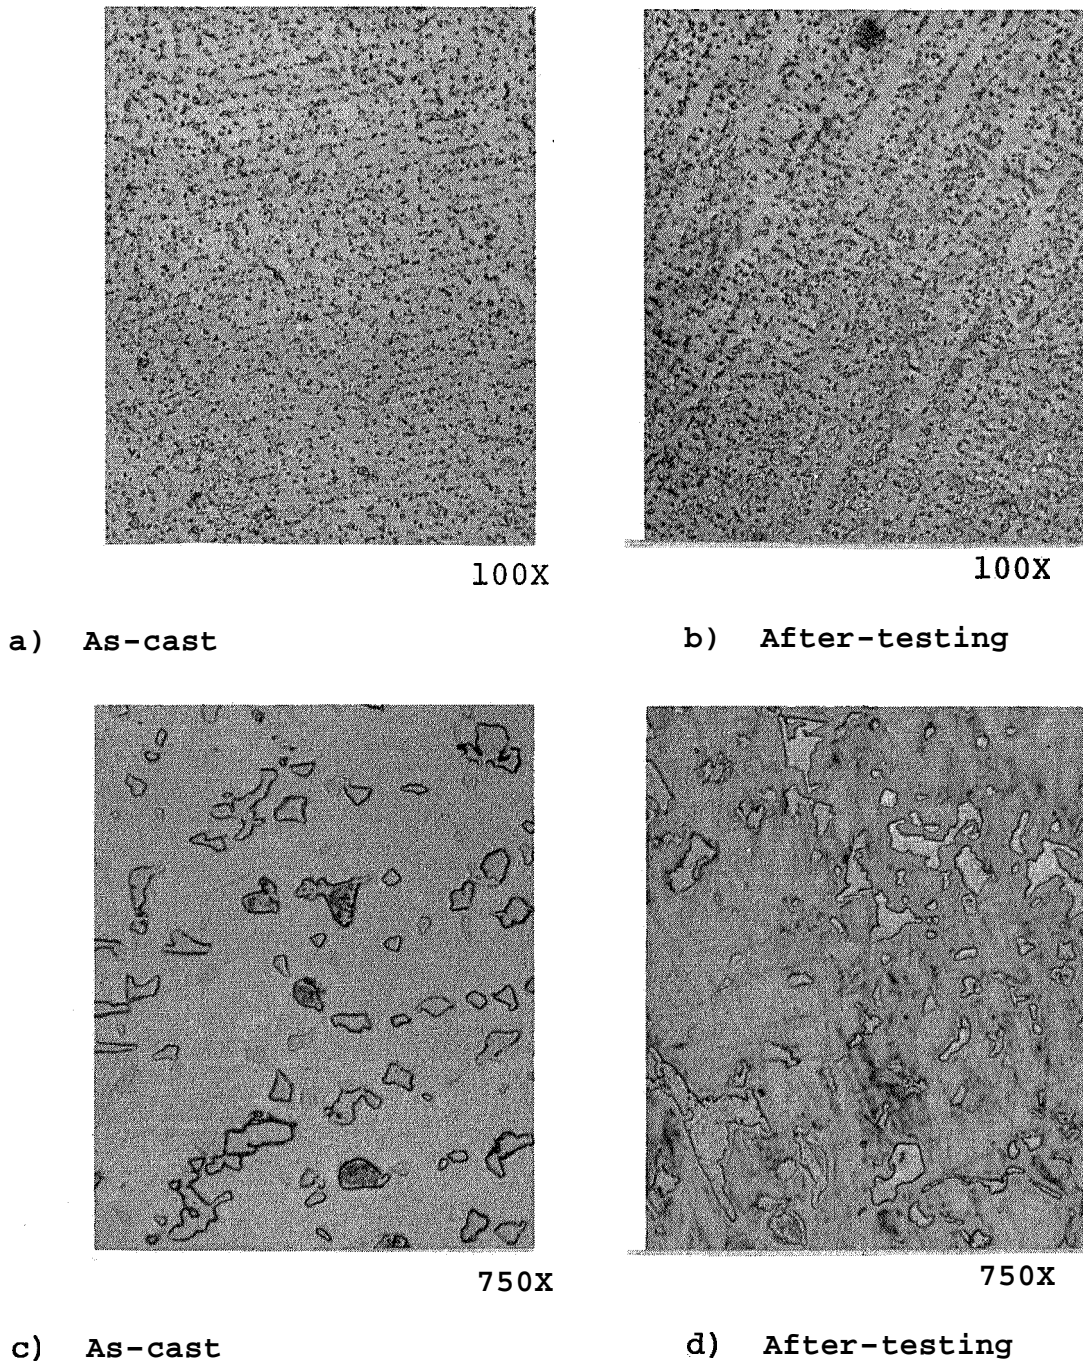 100X
100X
a) As-cast
b) After-testing
750X
750X
c) As-cast
d) After-testing